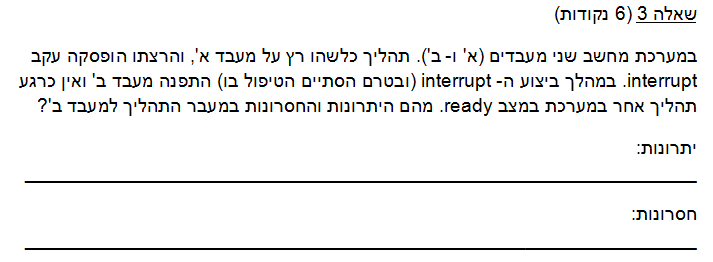 שאלה 3 (6 נקודות)
במערכת מחשב שני מעבדים (א' ו- ב'). תהליך כלשהו רץ על מעבד א', והרצתו הופסקה עקב
interrupt. במהלך ביצוע ה- interrupt (ובטרם הסתיים הטיפול בו) התפנה מעבד ב' ואין כרגע
תהליך אחר במערכת במצב ready. מהם היתרונות והחסרונות במעבר התהליך למעבד ב'?
יתרונות:
חסרונות: